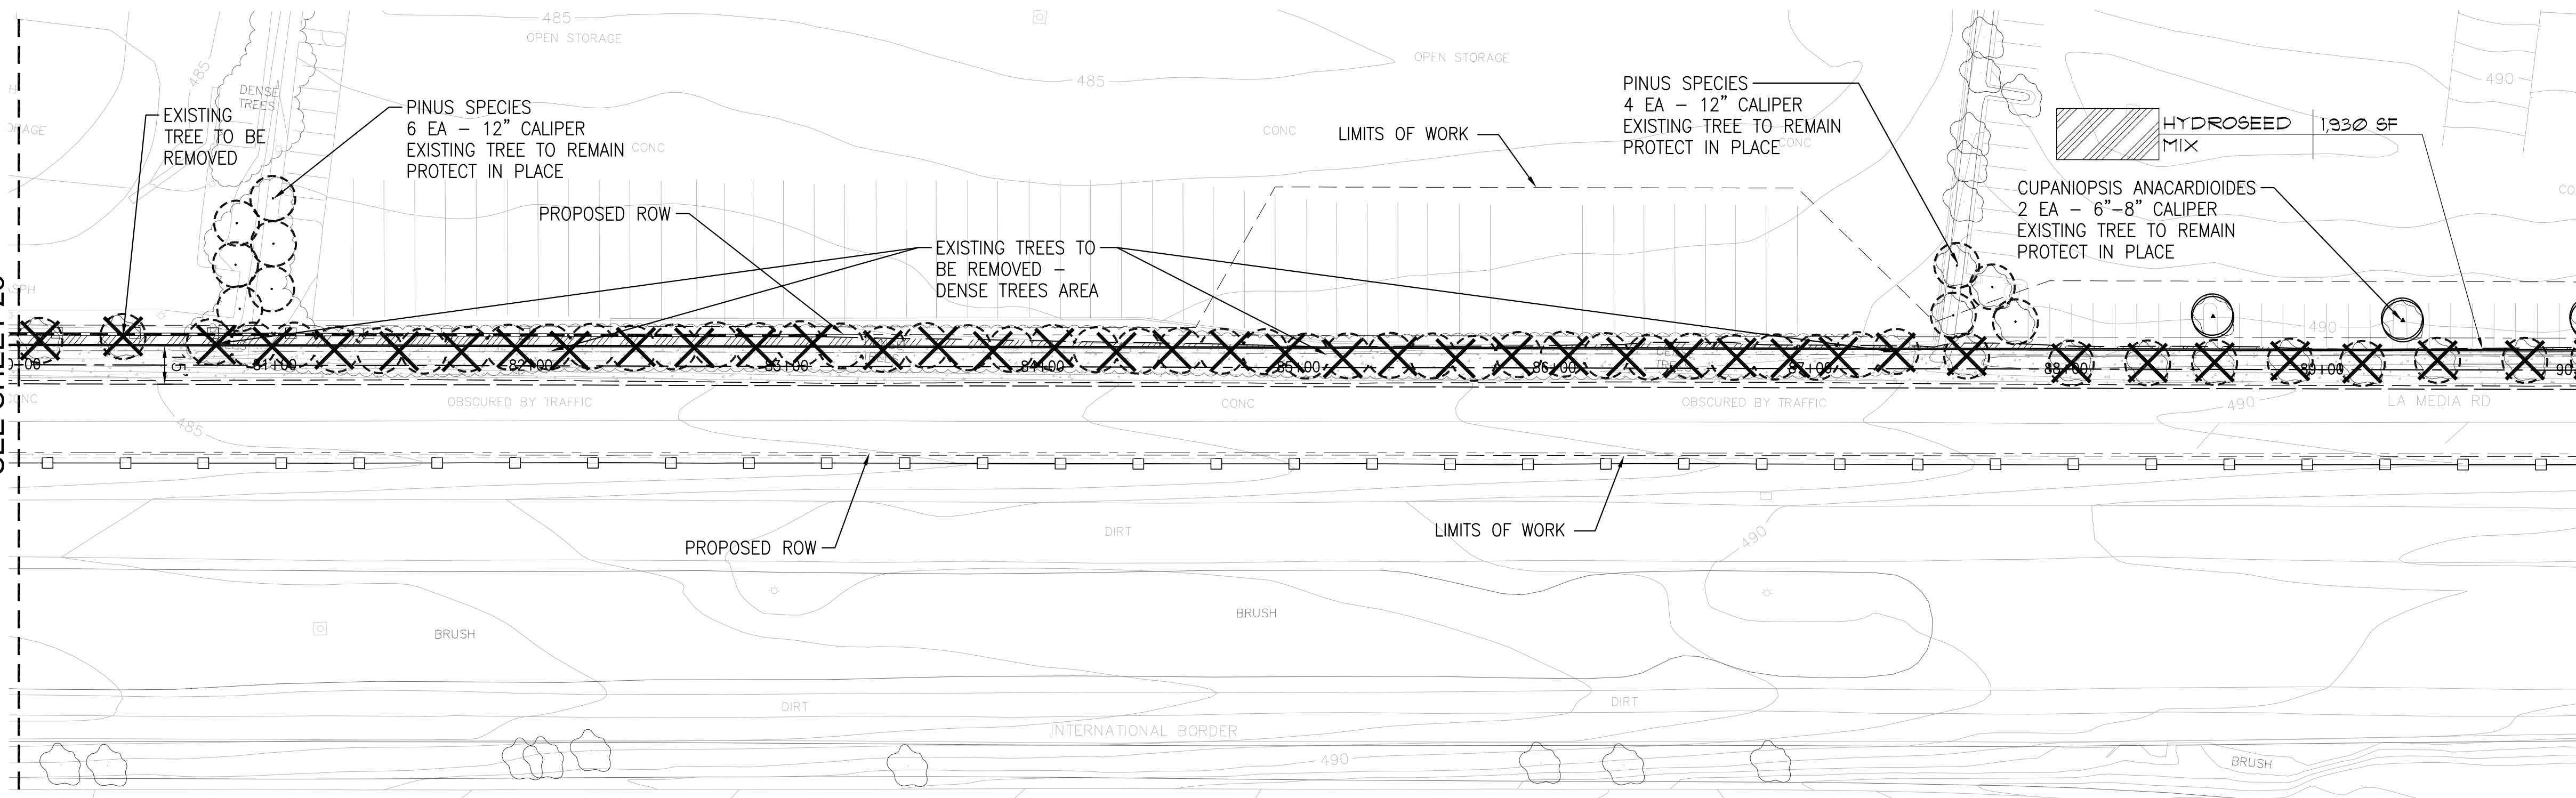 485
OPEN STORAGE
485
OPEN STORAGE
485
490
DENSE
TREES
EXISTING
TREE TO BE
REMOVED
PINUS SPECIES
6 EA – 12" CALIPER
EXISTING TREE TO REMAIN
PROTECT IN PLACE
CONC
CONC
LIMITS OF WORK
PINUS SPECIES
4 EA – 12" CALIPER
EXISTING TREE TO REMAIN
PROTECT IN PLACE
CONC
HYDROSEED
MIX
1,930 SF
CUPANIOPSIS ANACARDIOIDES
2 EA – 6"–8" CALIPER
EXISTING TREE TO REMAIN
PROTECT IN PLACE
PROPOSED ROW
EXISTING TREES TO
BE REMOVED –
DENSE TREES AREA
490
81+00
82+00
83+00
84+00
85+00
86+00
87+00
88+00
89+00
5'
OBSCURED BY TRAFFIC
CONC
OBSCURED BY TRAFFIC
490
LA MEDIA RD
CONC
485
PROPOSED ROW
DIRT
LIMITS OF WORK
490
BRUSH
BRUSH
DIRT
DIRT
INTERNATIONAL BORDER
490
BRUSH